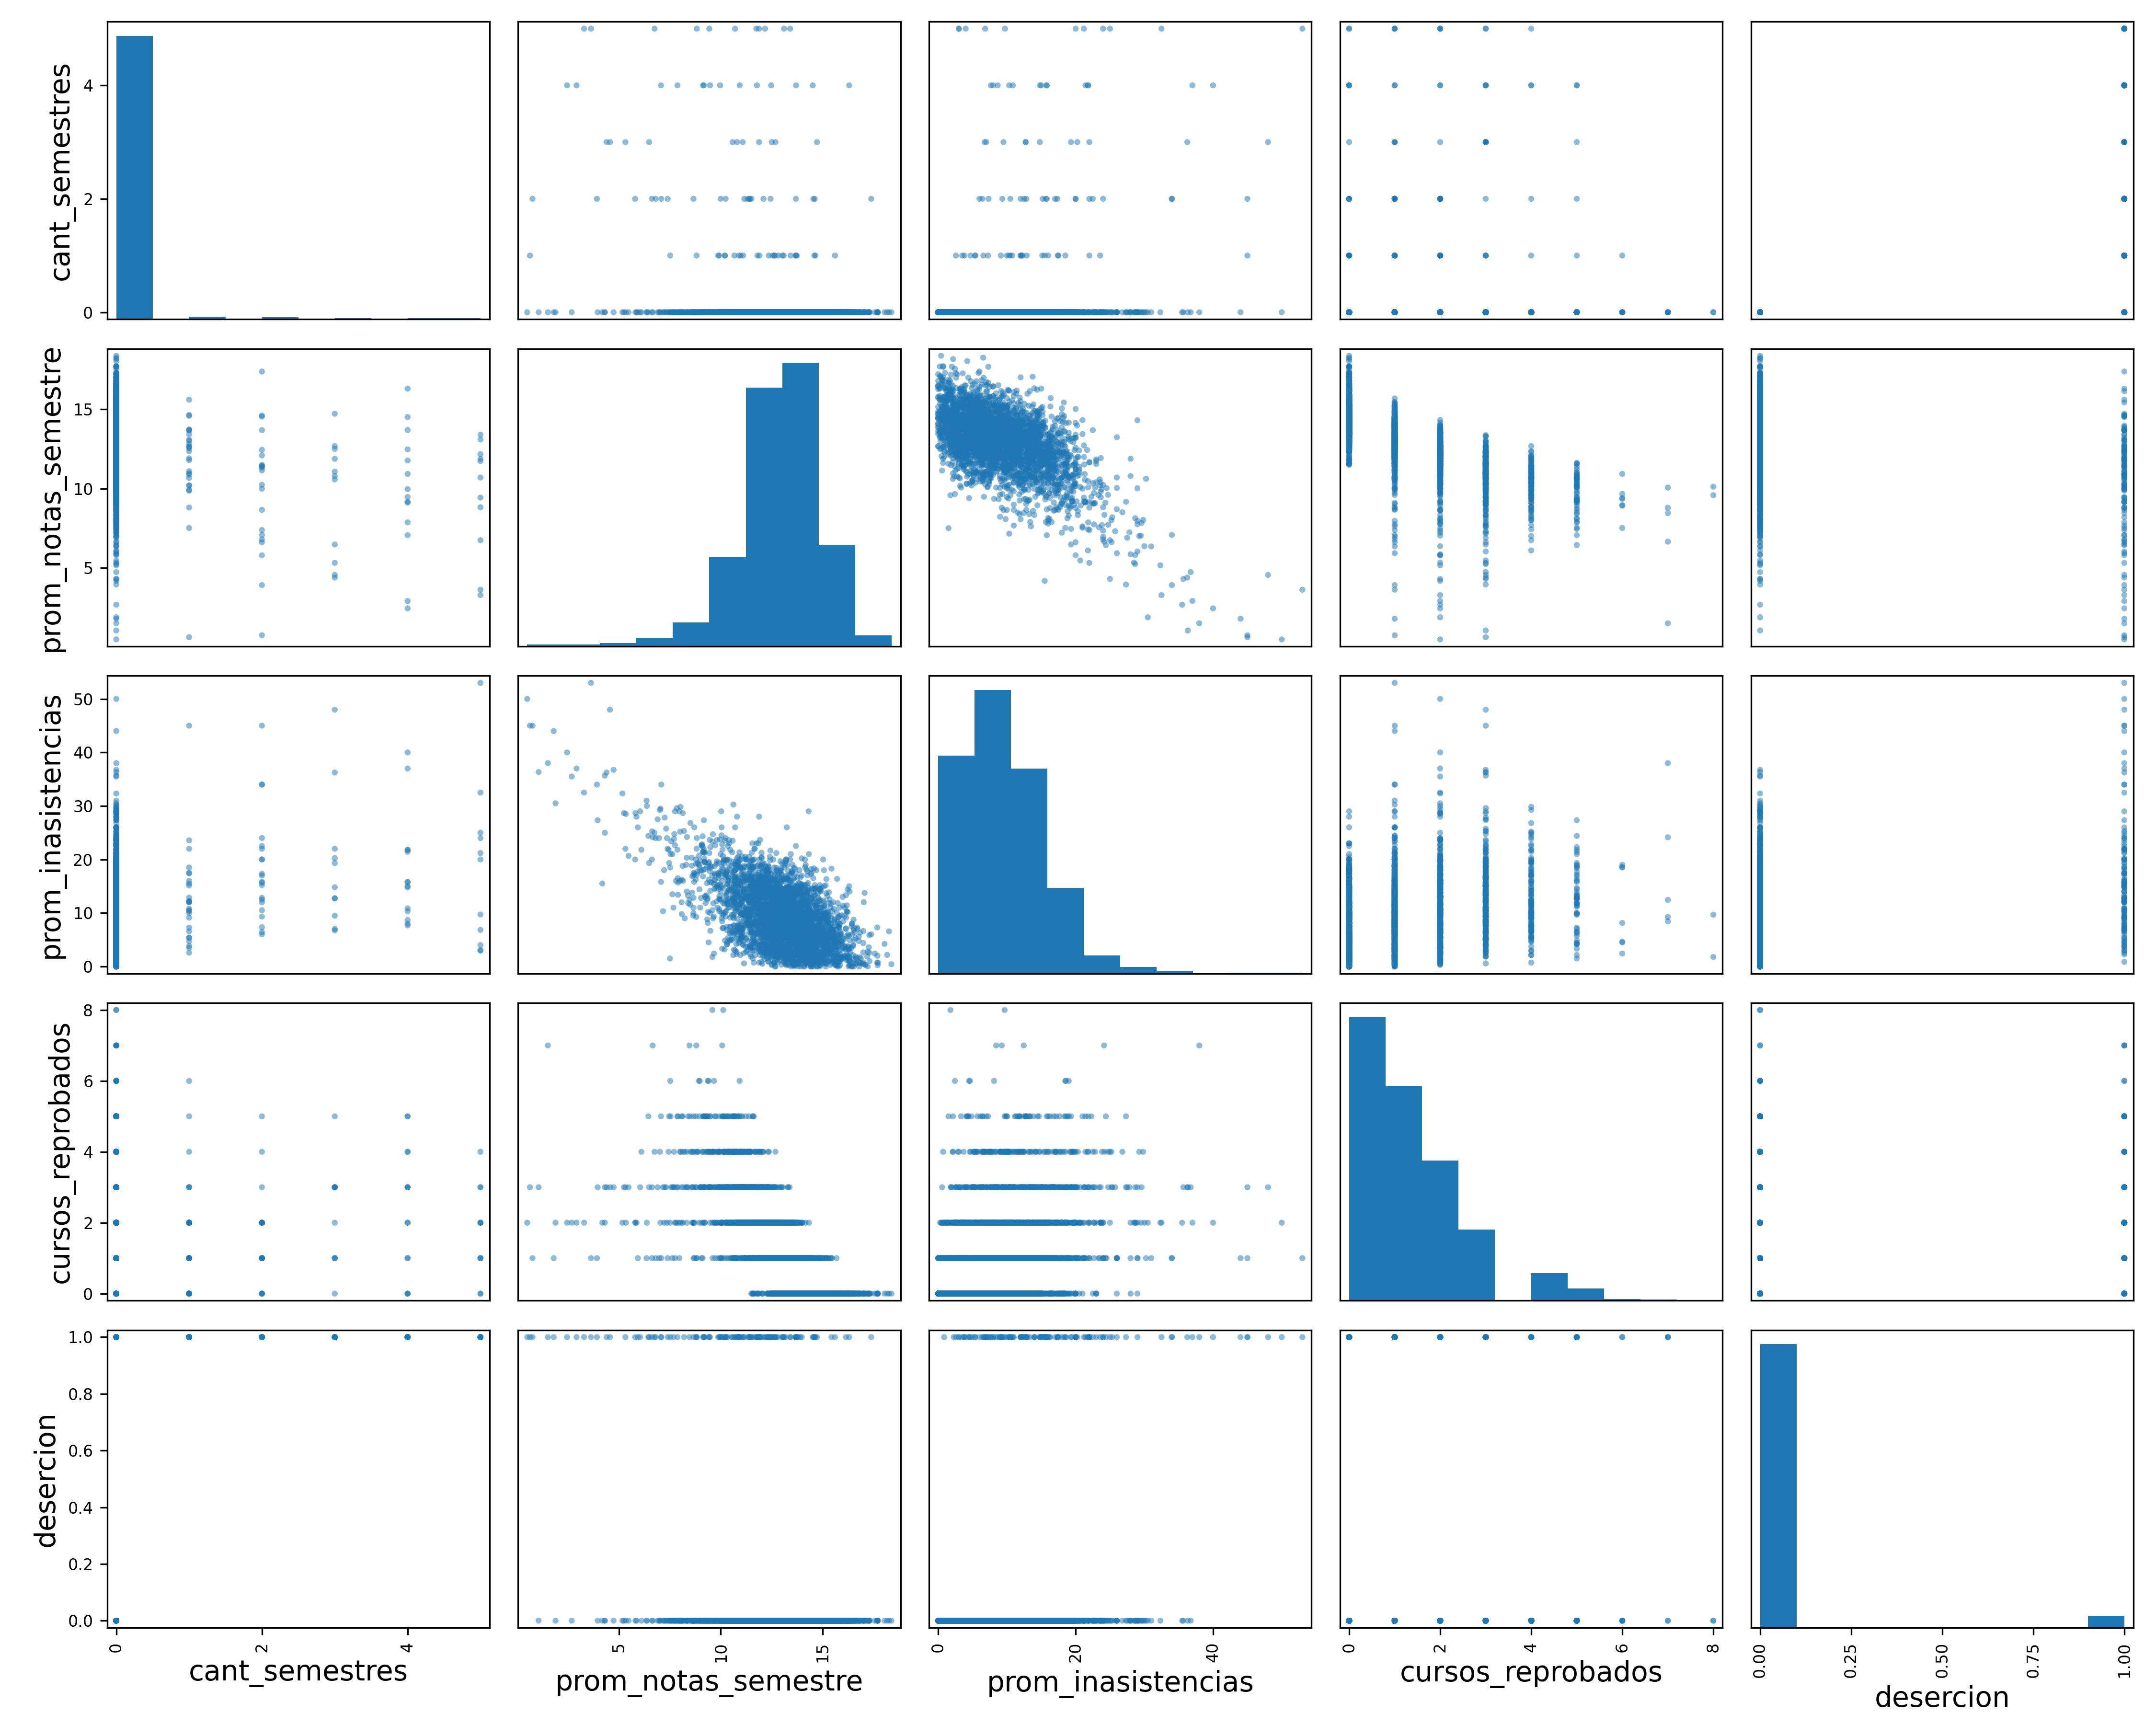 cant_semestres
4
2
0
prom_notas_semestre
15
10
5
prom_inasistencias
50
40
30
20
10
0
cursos_reprobados
8
6
4
2
0
desercion
1.0
0.8
0.6
0.4
0.2
0.0
0 2 4
5 10 15
0 20 40
0 2 4 6 8
0.00 0.25 0.50 0.75 1.00
cant_semestres
prom_notas_semestre
prom_inasistencias
cursos_reprobados
desercion